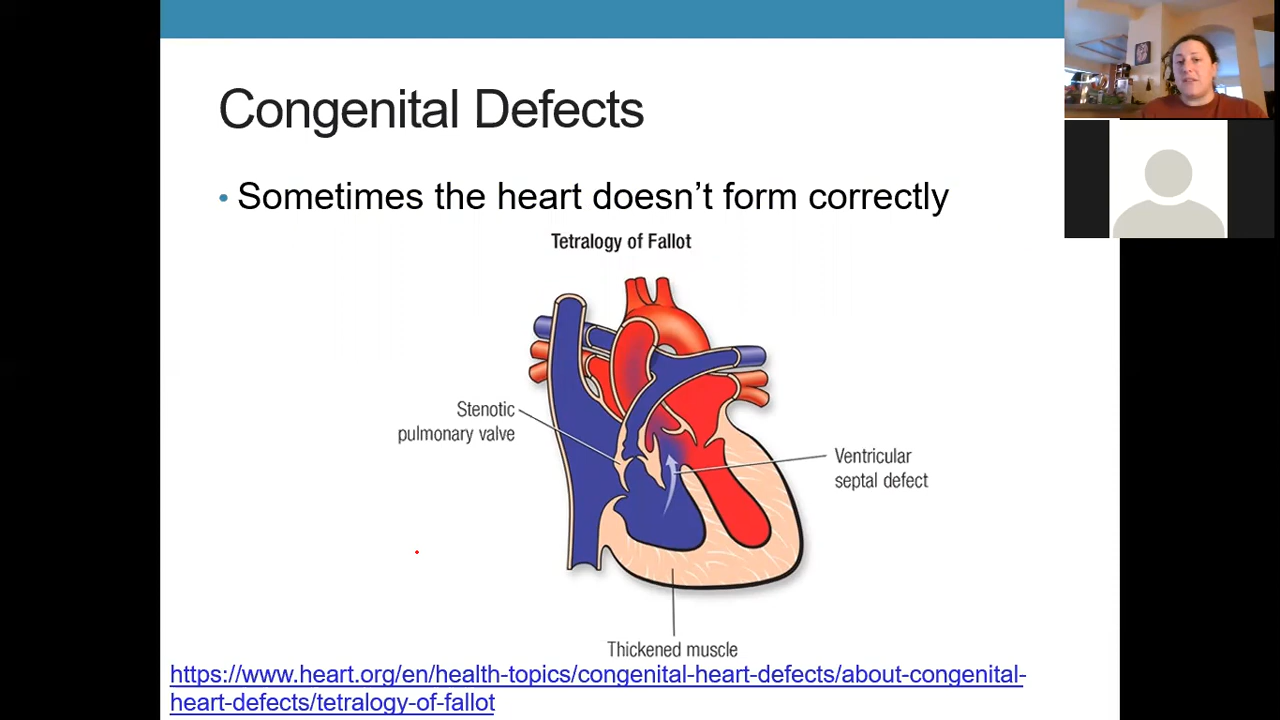 Congenital Defects
• Sometimes the heart doesn’t form correctly
Tetralogy of Fallot
Stenotic
pulmonary valve
Ventricular
septal defect
Thickened muscle
https://www.heart.org/en/health-topics/congenital-heart-defects/about-congenital-
heart-defects/tetralogy-of-fallot